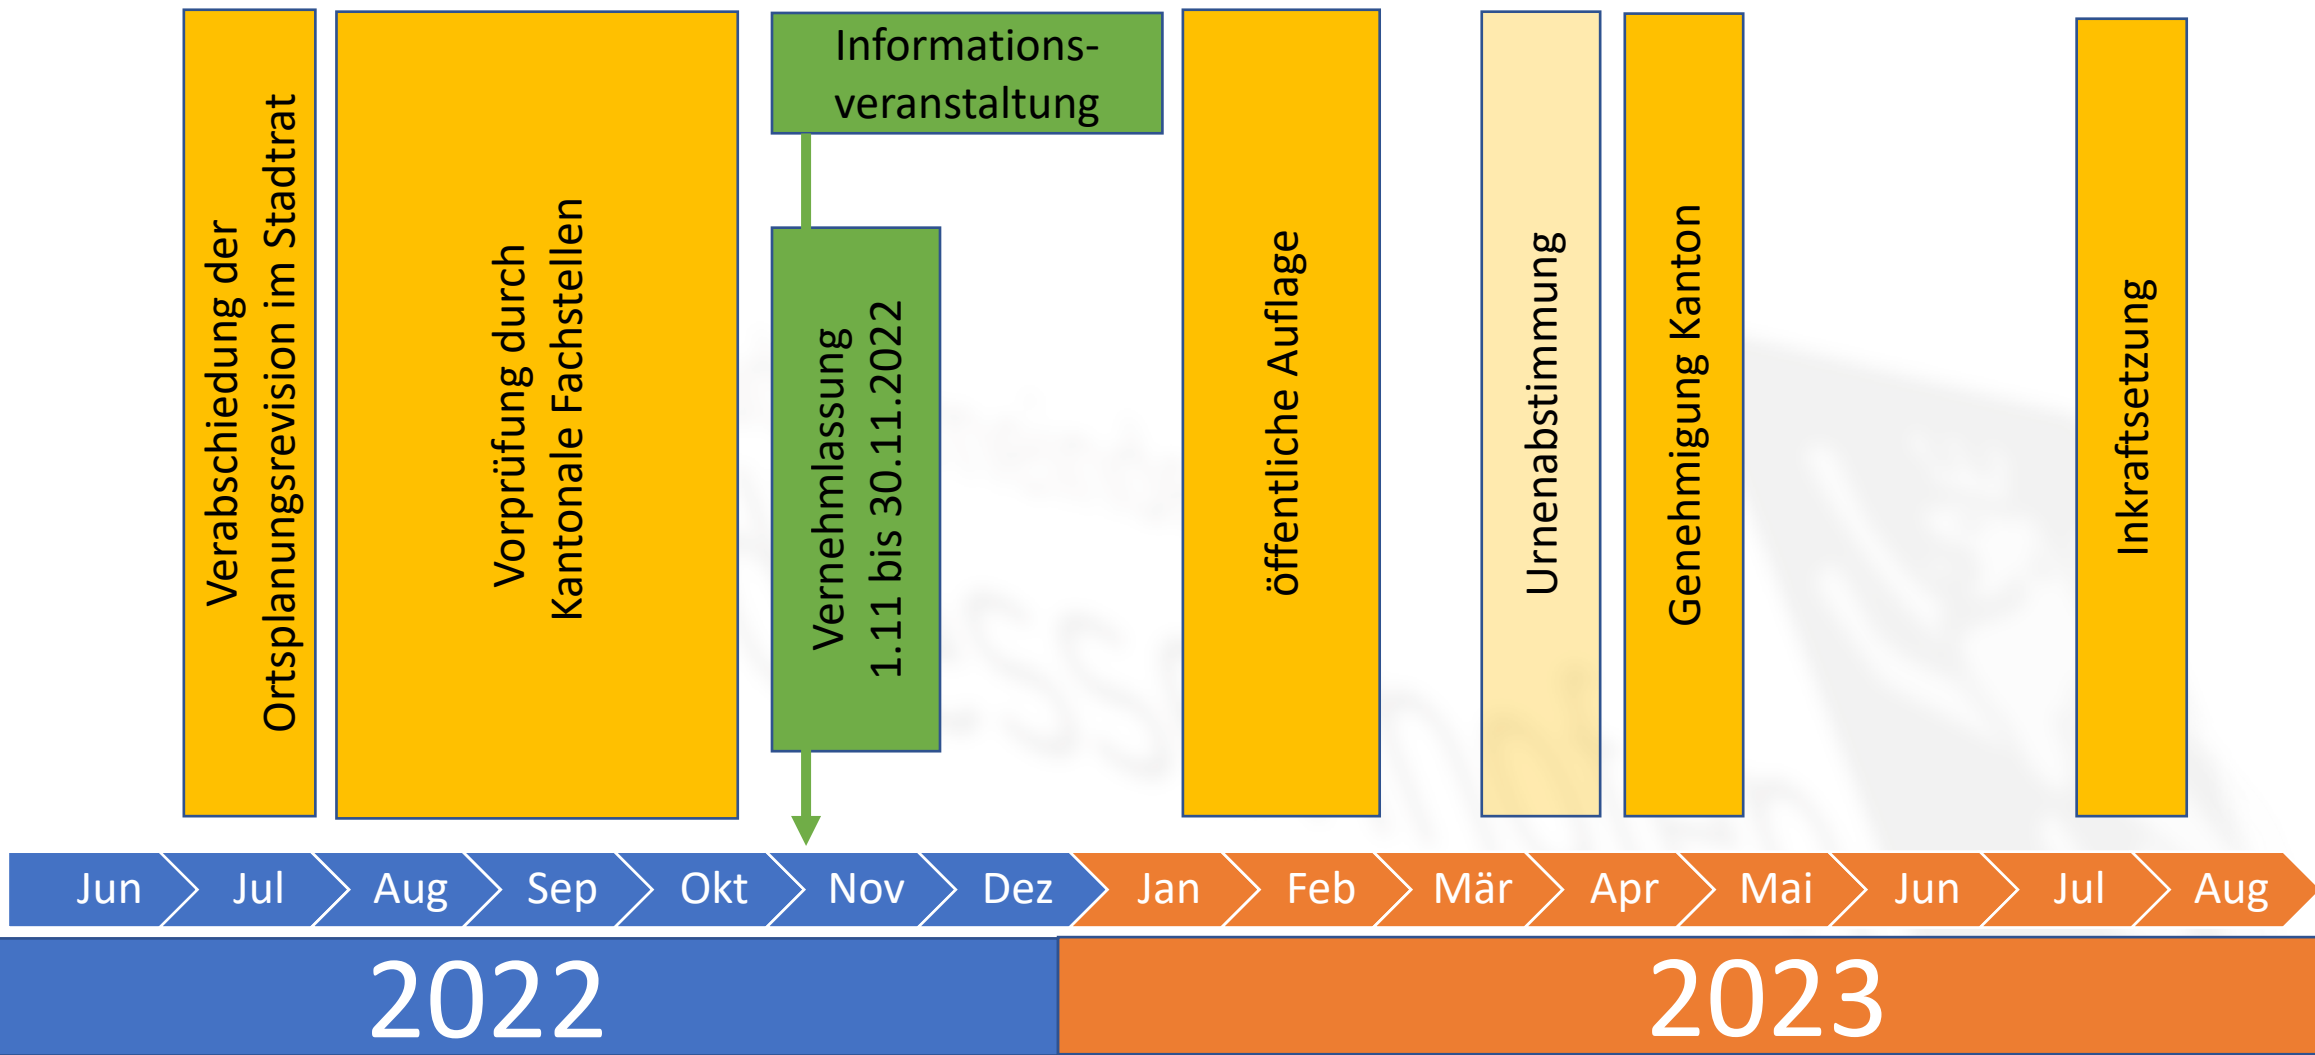 Verabschiedung der
Ortsplanungsrevision im Stadtrat
Vorprüfung durch
Kantonale Fachstellen
Informations-
veranstaltung
Vernehmlassung
1.11 bis 30.11.2022
öffentliche Auflage
Urnenabstimmung
Genehmigung Kanton
Inkraftsetzung
Jun Jul Aug Sep Okt Nov Dez Jan Feb Mär Apr Mai Jun Jul Aug
2022 2023